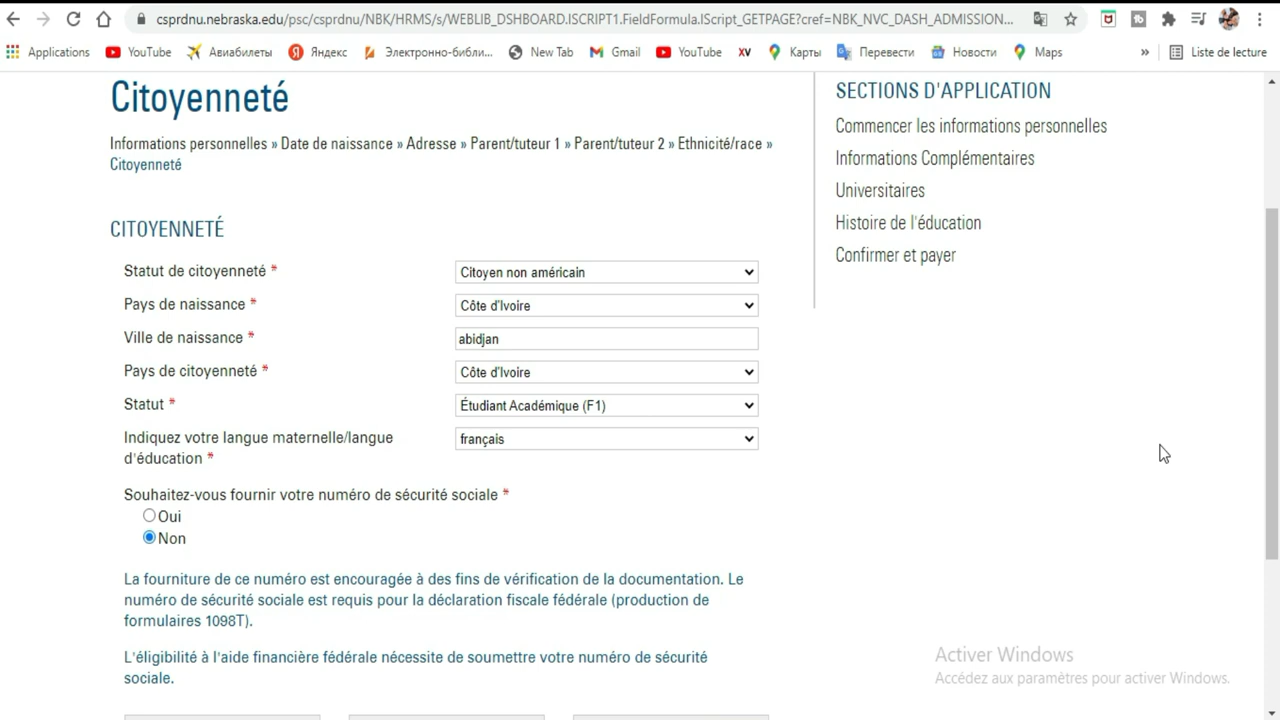 csprdnu.nebraska.edu/psc/csprdnu/NBK/HRMS/s/WEBLIB_DSHBOARD.ISCRIPT1.FieldFormula.IScript_GETPAGE?cref=NBK_NVC_DASH_ADMISSION...
Applications YouTube Авиабилеты Яндекс Электронно-библи... New Tab Gmail YouTube XV Карты Перевести Новости Maps » Liste de lecture
Citoyenneté
Informations personnelles » Date de naissance » Adresse » Parent/tuteur 1 » Parent/tuteur 2 » Ethnicité/race »
Citoyenneté
CITOYENNETÉ
Statut de citoyenneté * Citoyen non américain
Pays de naissance * Côte d'Ivoire
Ville de naissance * abidjan
Pays de citoyenneté * Côte d'Ivoire
Statut * Étudiant Académique (F1)
Indiquez votre langue maternelle/langue français
d'éducation *
Souhaitez-vous fournir votre numéro de sécurité sociale *
Oui
Non
La fourniture de ce numéro est encouragée à des fins de vérification de la documentation. Le
numéro de sécurité sociale est requis pour la déclaration fiscale fédérale (production de
formulaires 1098T).
L'éligibilité à l'aide financière fédérale nécessite de soumettre votre numéro de sécurité
sociale.
SECTIONS D'APPLICATION
Commencer les informations personnelles
Informations Complémentaires
Universitaires
Histoire de l'éducation
Confirmer et payer
Activer Windows
Accédez aux paramètres pour activer Windows.